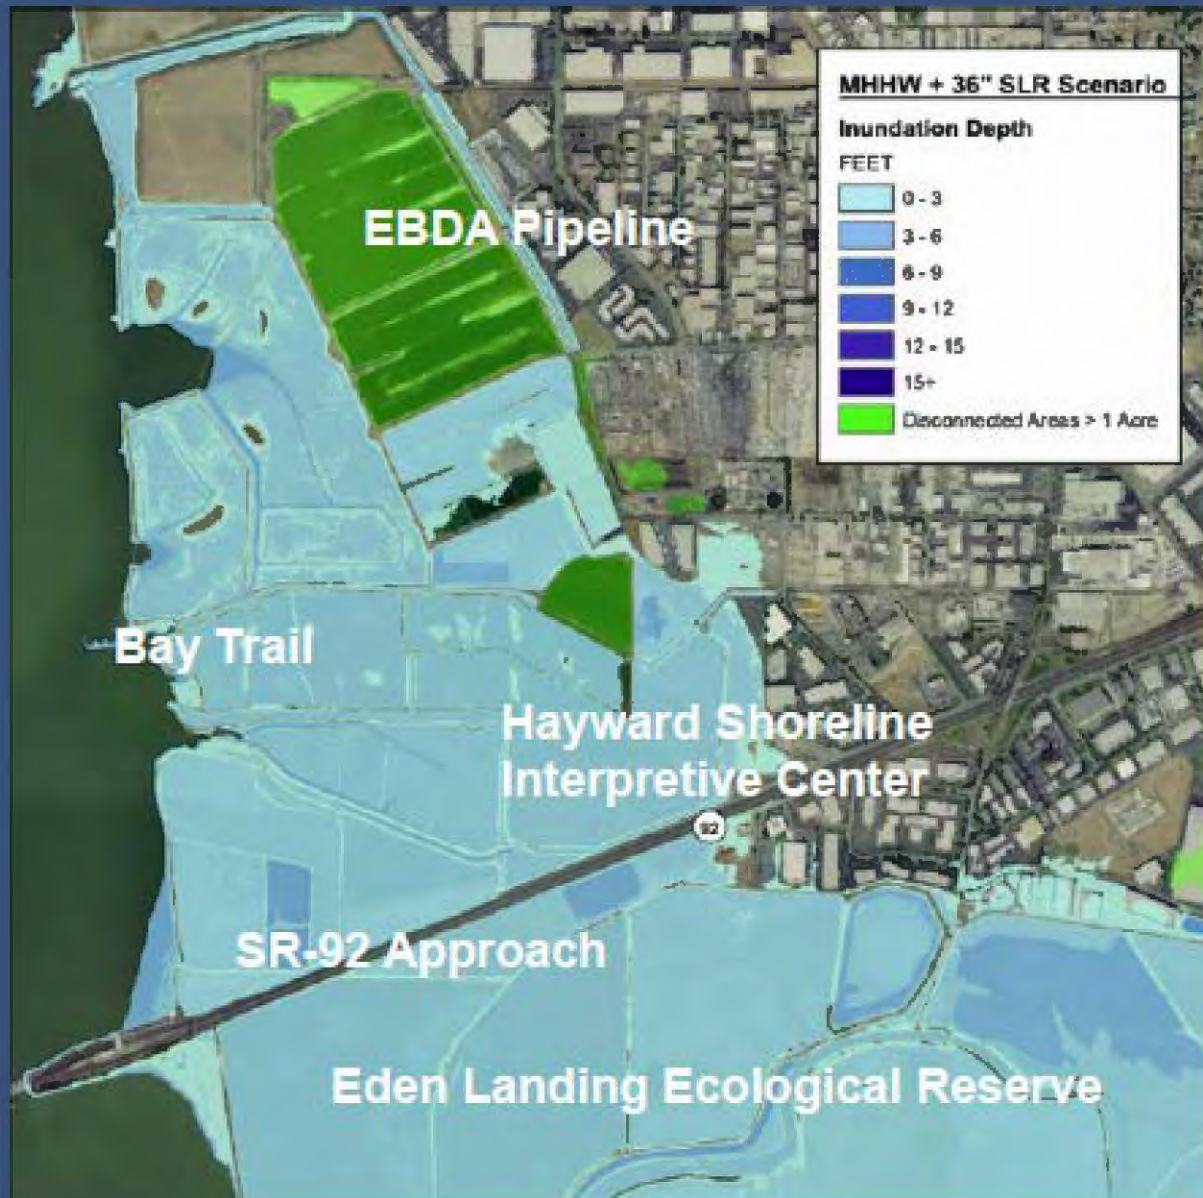 MHHW + 36" SLR Scenario
Inundation Depth
FEET
0 - 3
3 - 6
6 - 9
9 - 12
12 - 15
15+
Disconnected Areas > 1 Acre
EBDA Pipeline
Bay Trail
Hayward Shoreline
Interpretive Center
92
SR-92 Approach
Eden Landing Ecological Reserve